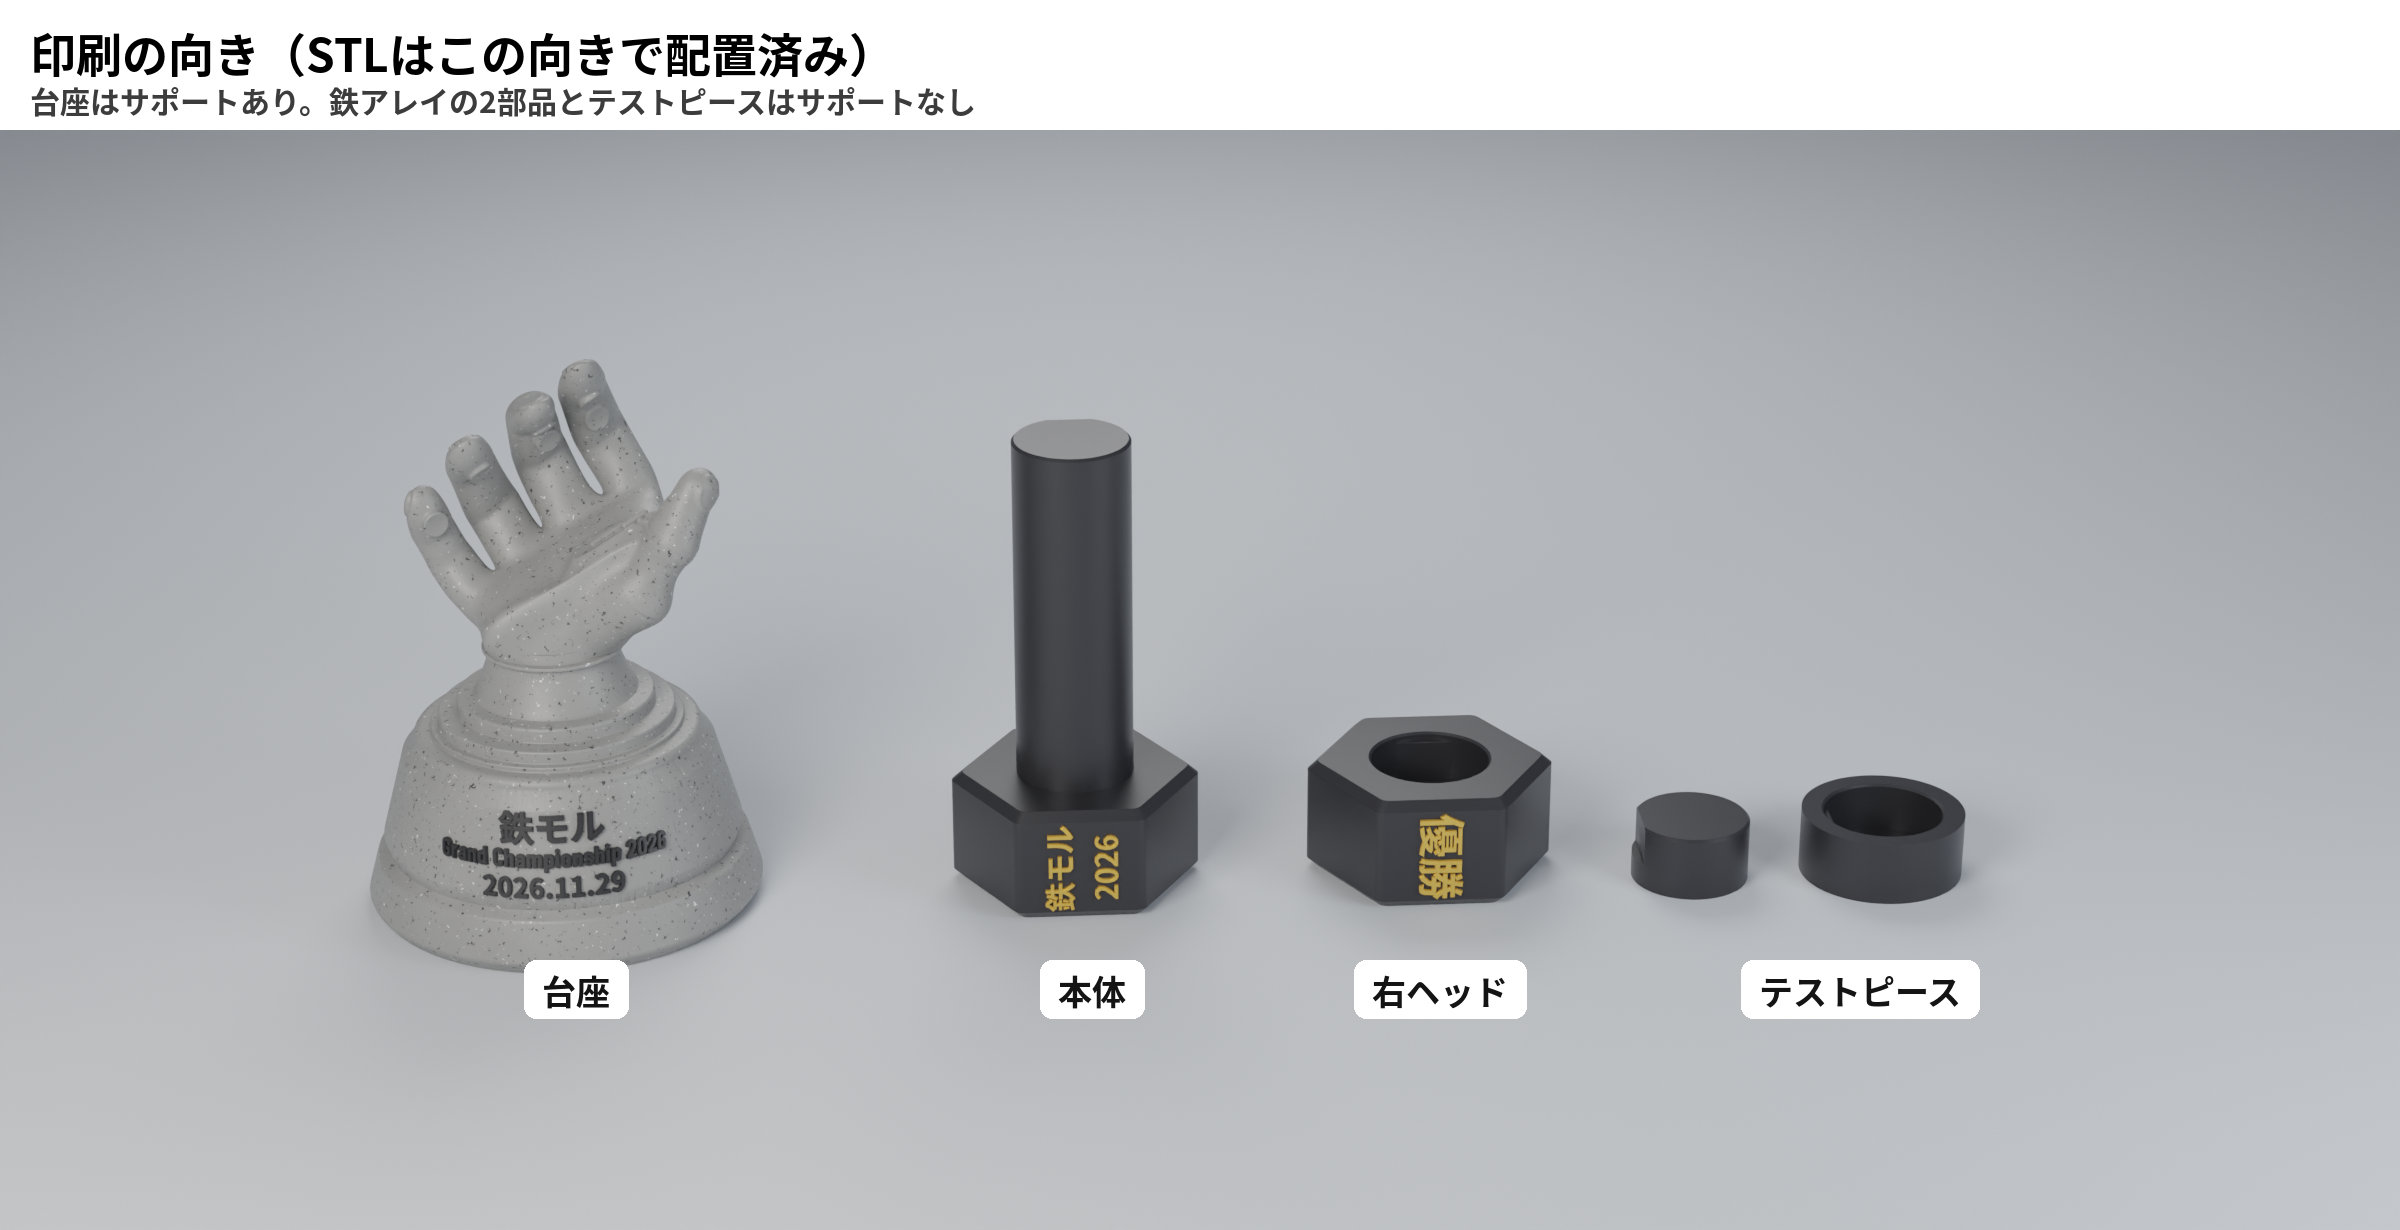 印刷の向き（STLはこの向きで配置済み）
台座はサポートあり。鉄アレイの2部品とテストピースはサポートなし
鉄モル
Grand Championship 2026
2026.11.29
鉄モル
2026
優勝
台座
本体
右ヘッド
テストピース